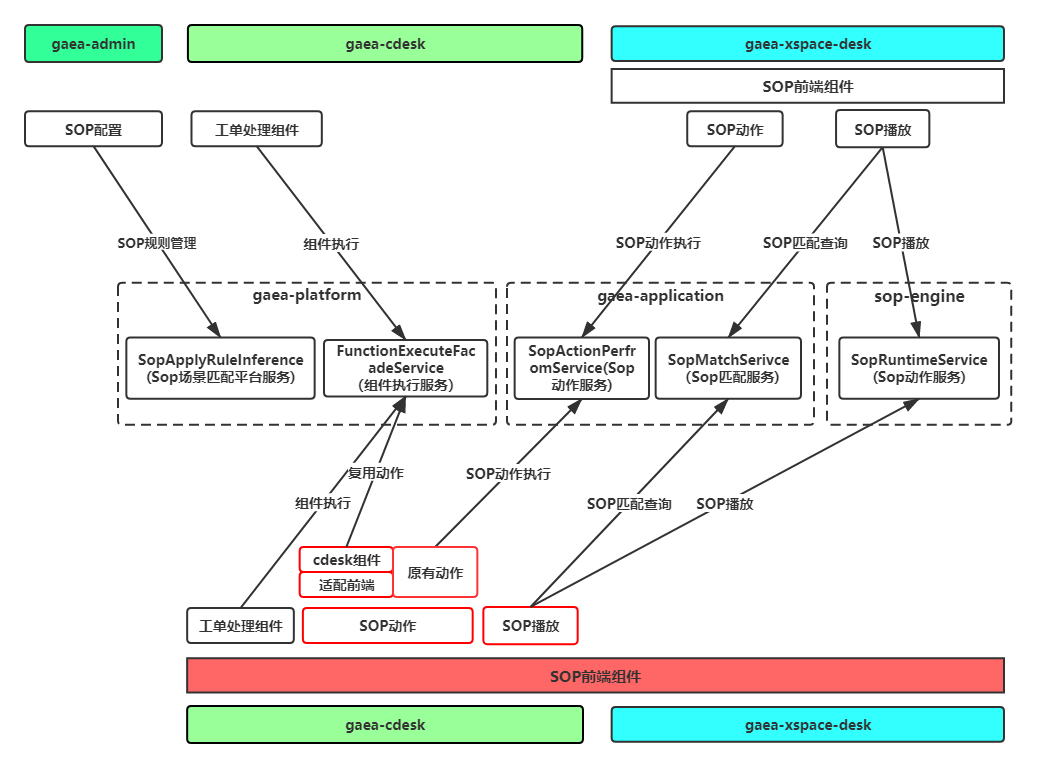 gaea-admin
gaea-cdesk
gaea-xspace-desk
SOP前端组件
SOP配置
工单处理组件
SOP动作
SOP播放
SOP规则管理
组件执行
SOP动作执行
SOP匹配查询
SOP播放
gaea-platform
gaea-application
sop-engine
SopApplyRuleInference
(Sop场景匹配平台服务)
FunctionExecuteFac
adeService
(组件执行服务)
SopActionPerfr
omService(Sop
动作服务)
SopMatchSerivce
(Sop匹配服务)
SopRuntimeService
(Sop动作服务)
复用动作
SOP动作执行
组件执行
SOP匹配查询
SOP播放
cdesk组件
适配前端
原有动作
工单处理组件
SOP动作
SOP播放
SOP前端组件
gaea-cdesk
gaea-xspace-desk